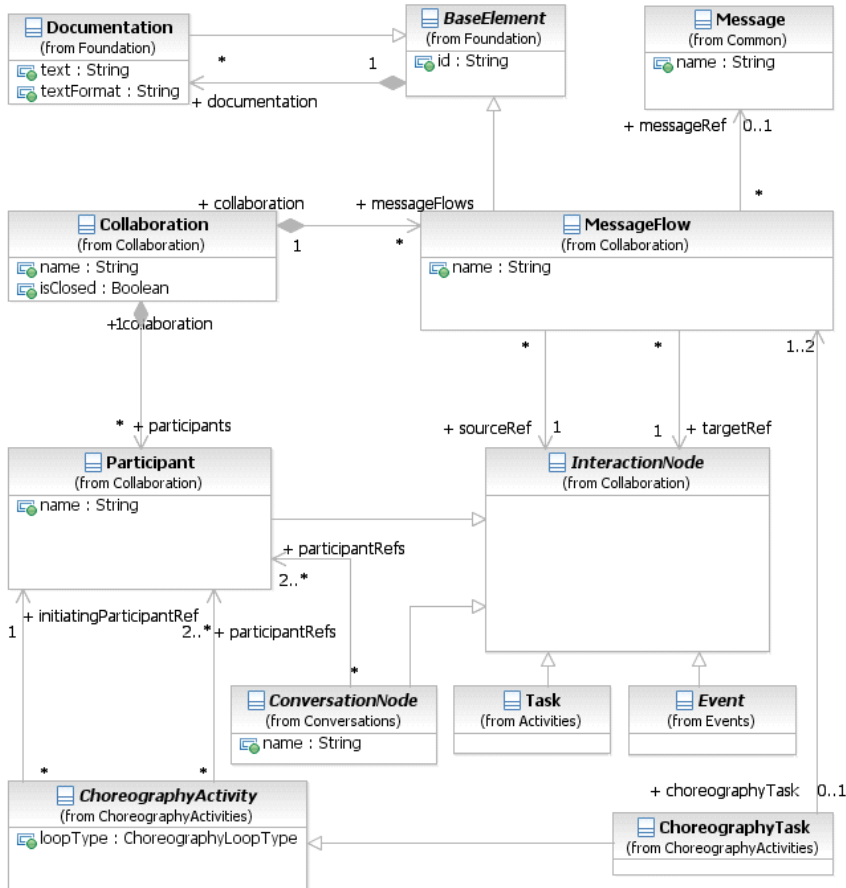 Documentation
(from Foundation)
text : String
textFormat : String
BaseElement
(from Foundation)
id : String
Message
(from Common)
name : String
*
1
+ documentation
+ messageRef
0..1
*
+ collaboration
+ messageFlows
1
*
Collaboration
(from Collaboration)
name : String
isClosed : Boolean
MessageFlow
(from Collaboration)
name : String
+1collaboration
*
*
1..2
* + participants
+ sourceRef
1
1
+ targetRef
Participant
(from Collaboration)
name : String
InteractionNode
(from Collaboration)
+ participantRefs
2..*
+ initiatingParticipantRef
1
2..*
+ participantRefs
*
ConversationNode
(from Conversations)
name : String
Task
(from Activities)
Event
(from Events)
*
*
ChoreographyActivity
(from ChoreographyActivities)
loopType : ChoreographyLoopType
+ choreographyTask
0..1
ChoreographyTask
(from ChoreographyActivities)